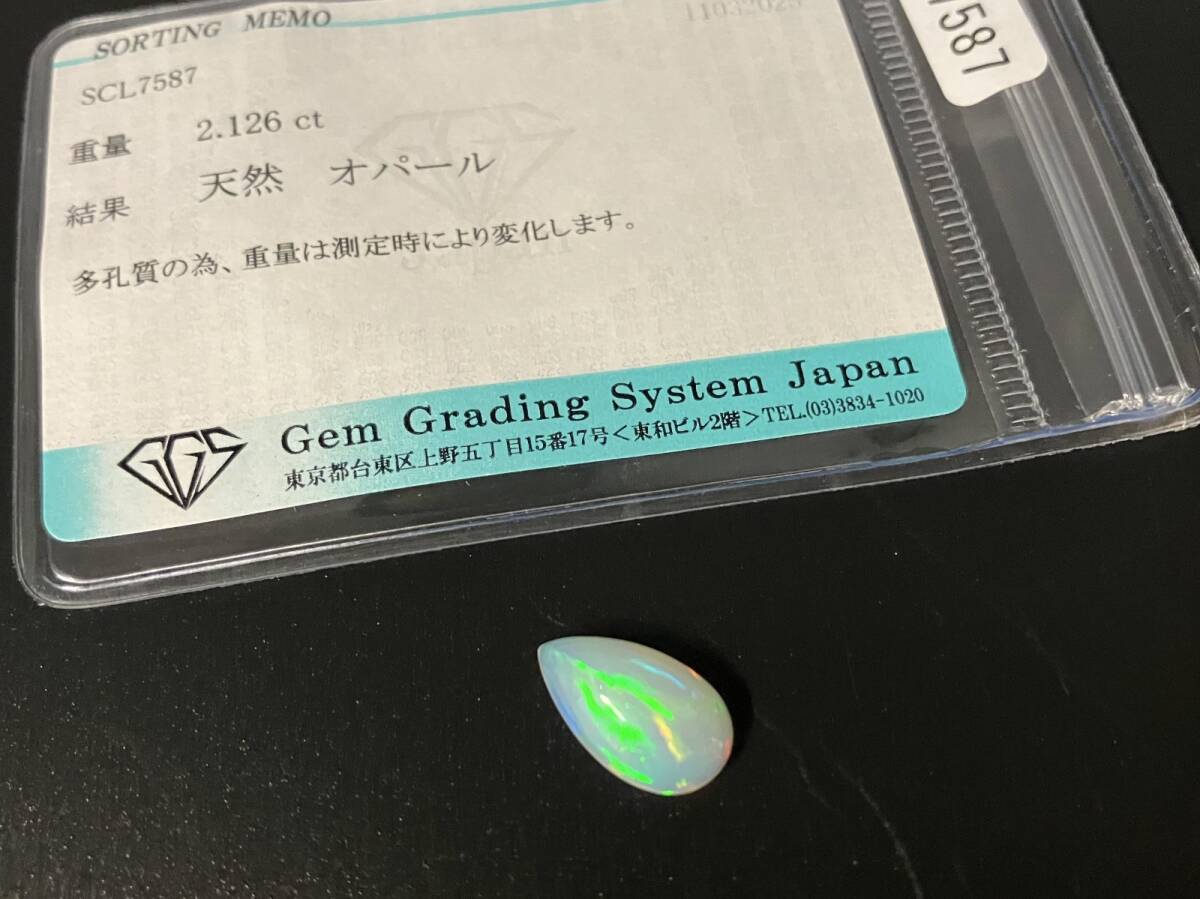 SORTING MEMO
11032025
SCL7587
7587
重量 2.126 ct
結果 天然 オパール
多孔質の為、重量は測定時により変化します。
GGS
Gem Grading System Japan
東京都台東区上野五丁目15番17号<東和ビル2階>TEL.(03)3834-1020